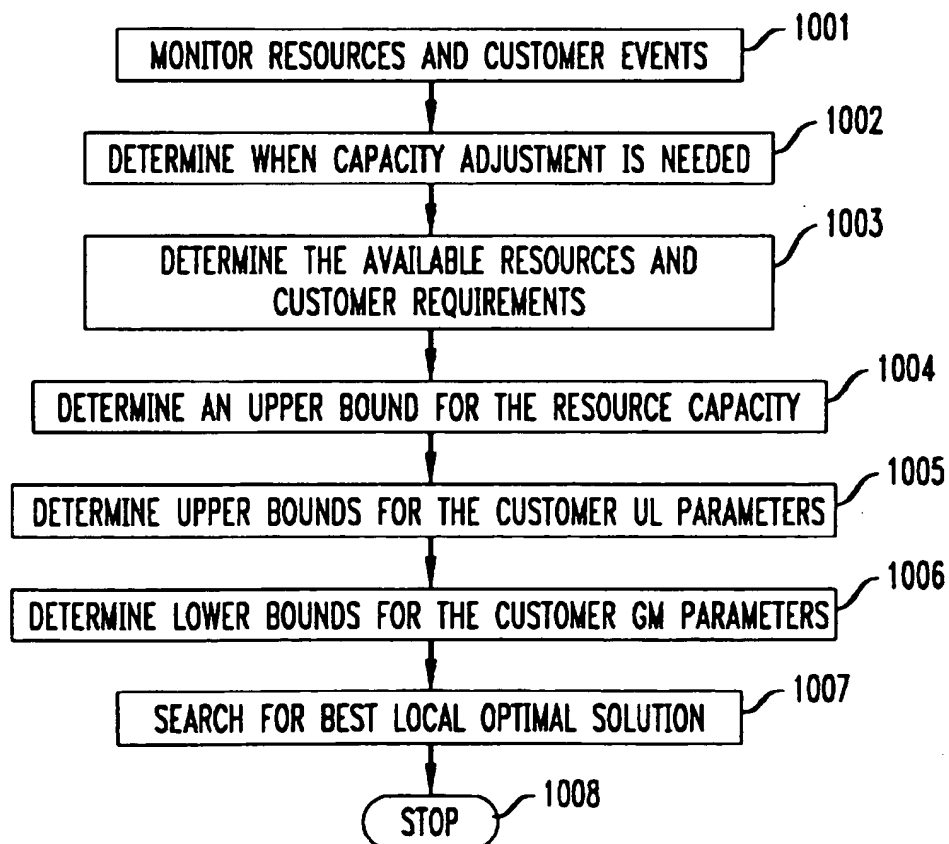 MONITOR RESOURCES AND CUSTOMER EVENTS
1001
DETERMINE WHEN CAPACITY ADJUSTMENT IS NEEDED
1002
DETERMINE THE AVAILABLE RESOURCES AND
CUSTOMER REQUIREMENTS
1003
DETERMINE AN UPPER BOUND FOR THE RESOURCE CAPACITY
1004
DETERMINE UPPER BOUNDS FOR THE CUSTOMER UL PARAMETERS
1005
DETERMINE LOWER BOUNDS FOR THE CUSTOMER GM PARAMETERS
1006
SEARCH FOR BEST LOCAL OPTIMAL SOLUTION
1007
STOP
1008